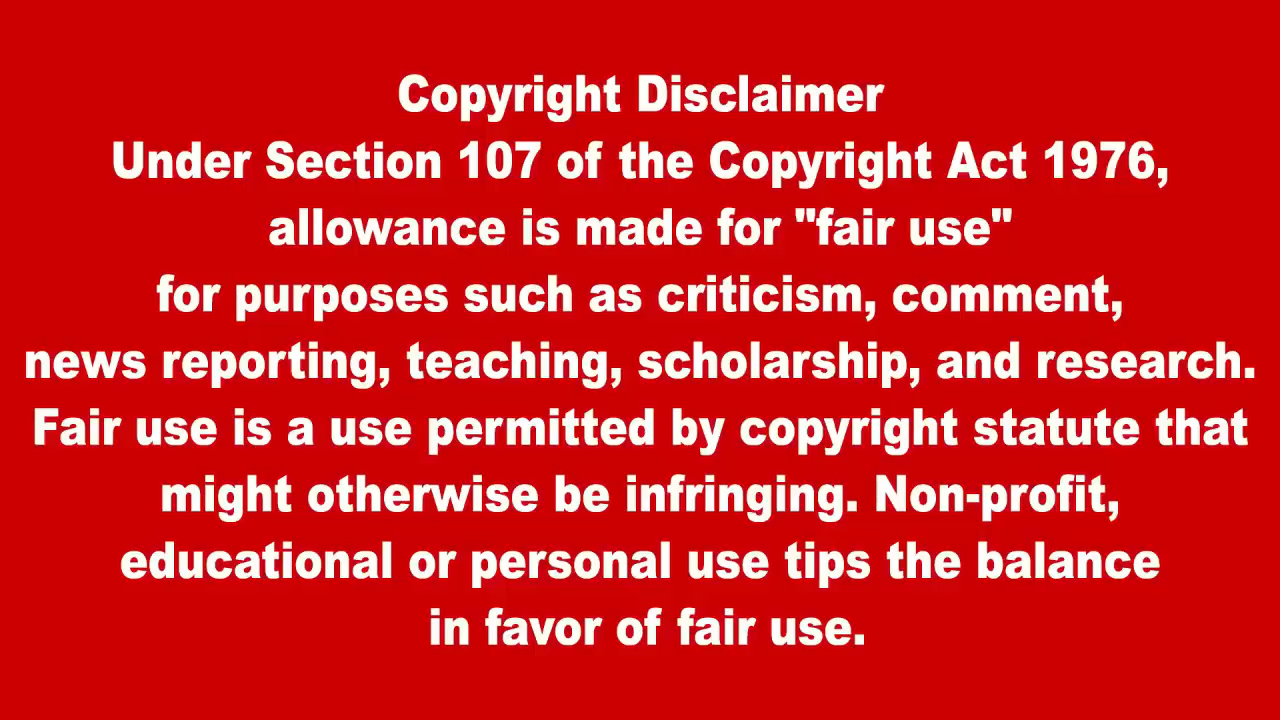 Copyright Disclaimer
Under Section 107 of the Copyright Act 1976,
allowance is made for "fair use"
for purposes such as criticism, comment,
news reporting, teaching, scholarship, and research.
Fair use is a use permitted by copyright statute that
might otherwise be infringing. Non-profit,
educational or personal use tips the balance
in favor of fair use.